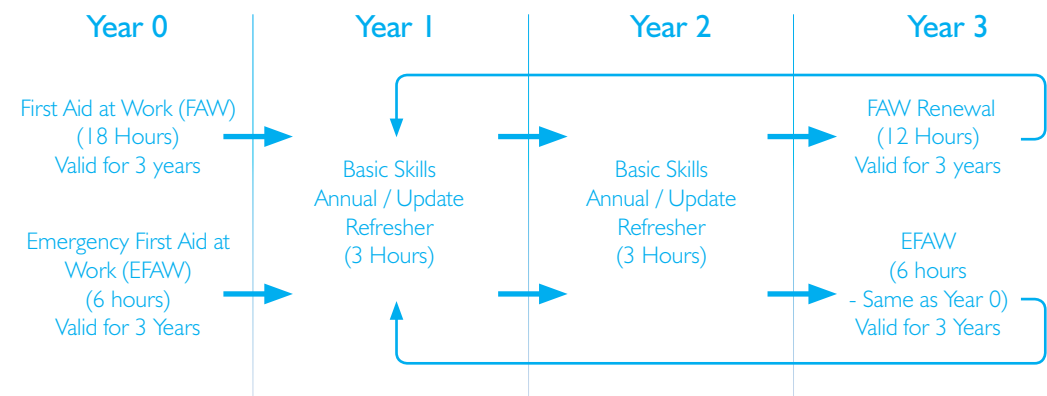 Year 0
Year 1
Year 2
Year 3
First Aid at Work (FAW)
(18 Hours)
Valid for 3 years
Emergency First Aid at
Work (EFAW)
(6 hours)
Valid for 3 Years
Basic Skills
Annual / Update
Refresher
(3 Hours)
Basic Skills
Annual / Update
Refresher
(3 Hours)
FAW Renewal
(12 Hours)
Valid for 3 years
EFAW
(6 hours
- Same as Year 0)
Valid for 3 Years